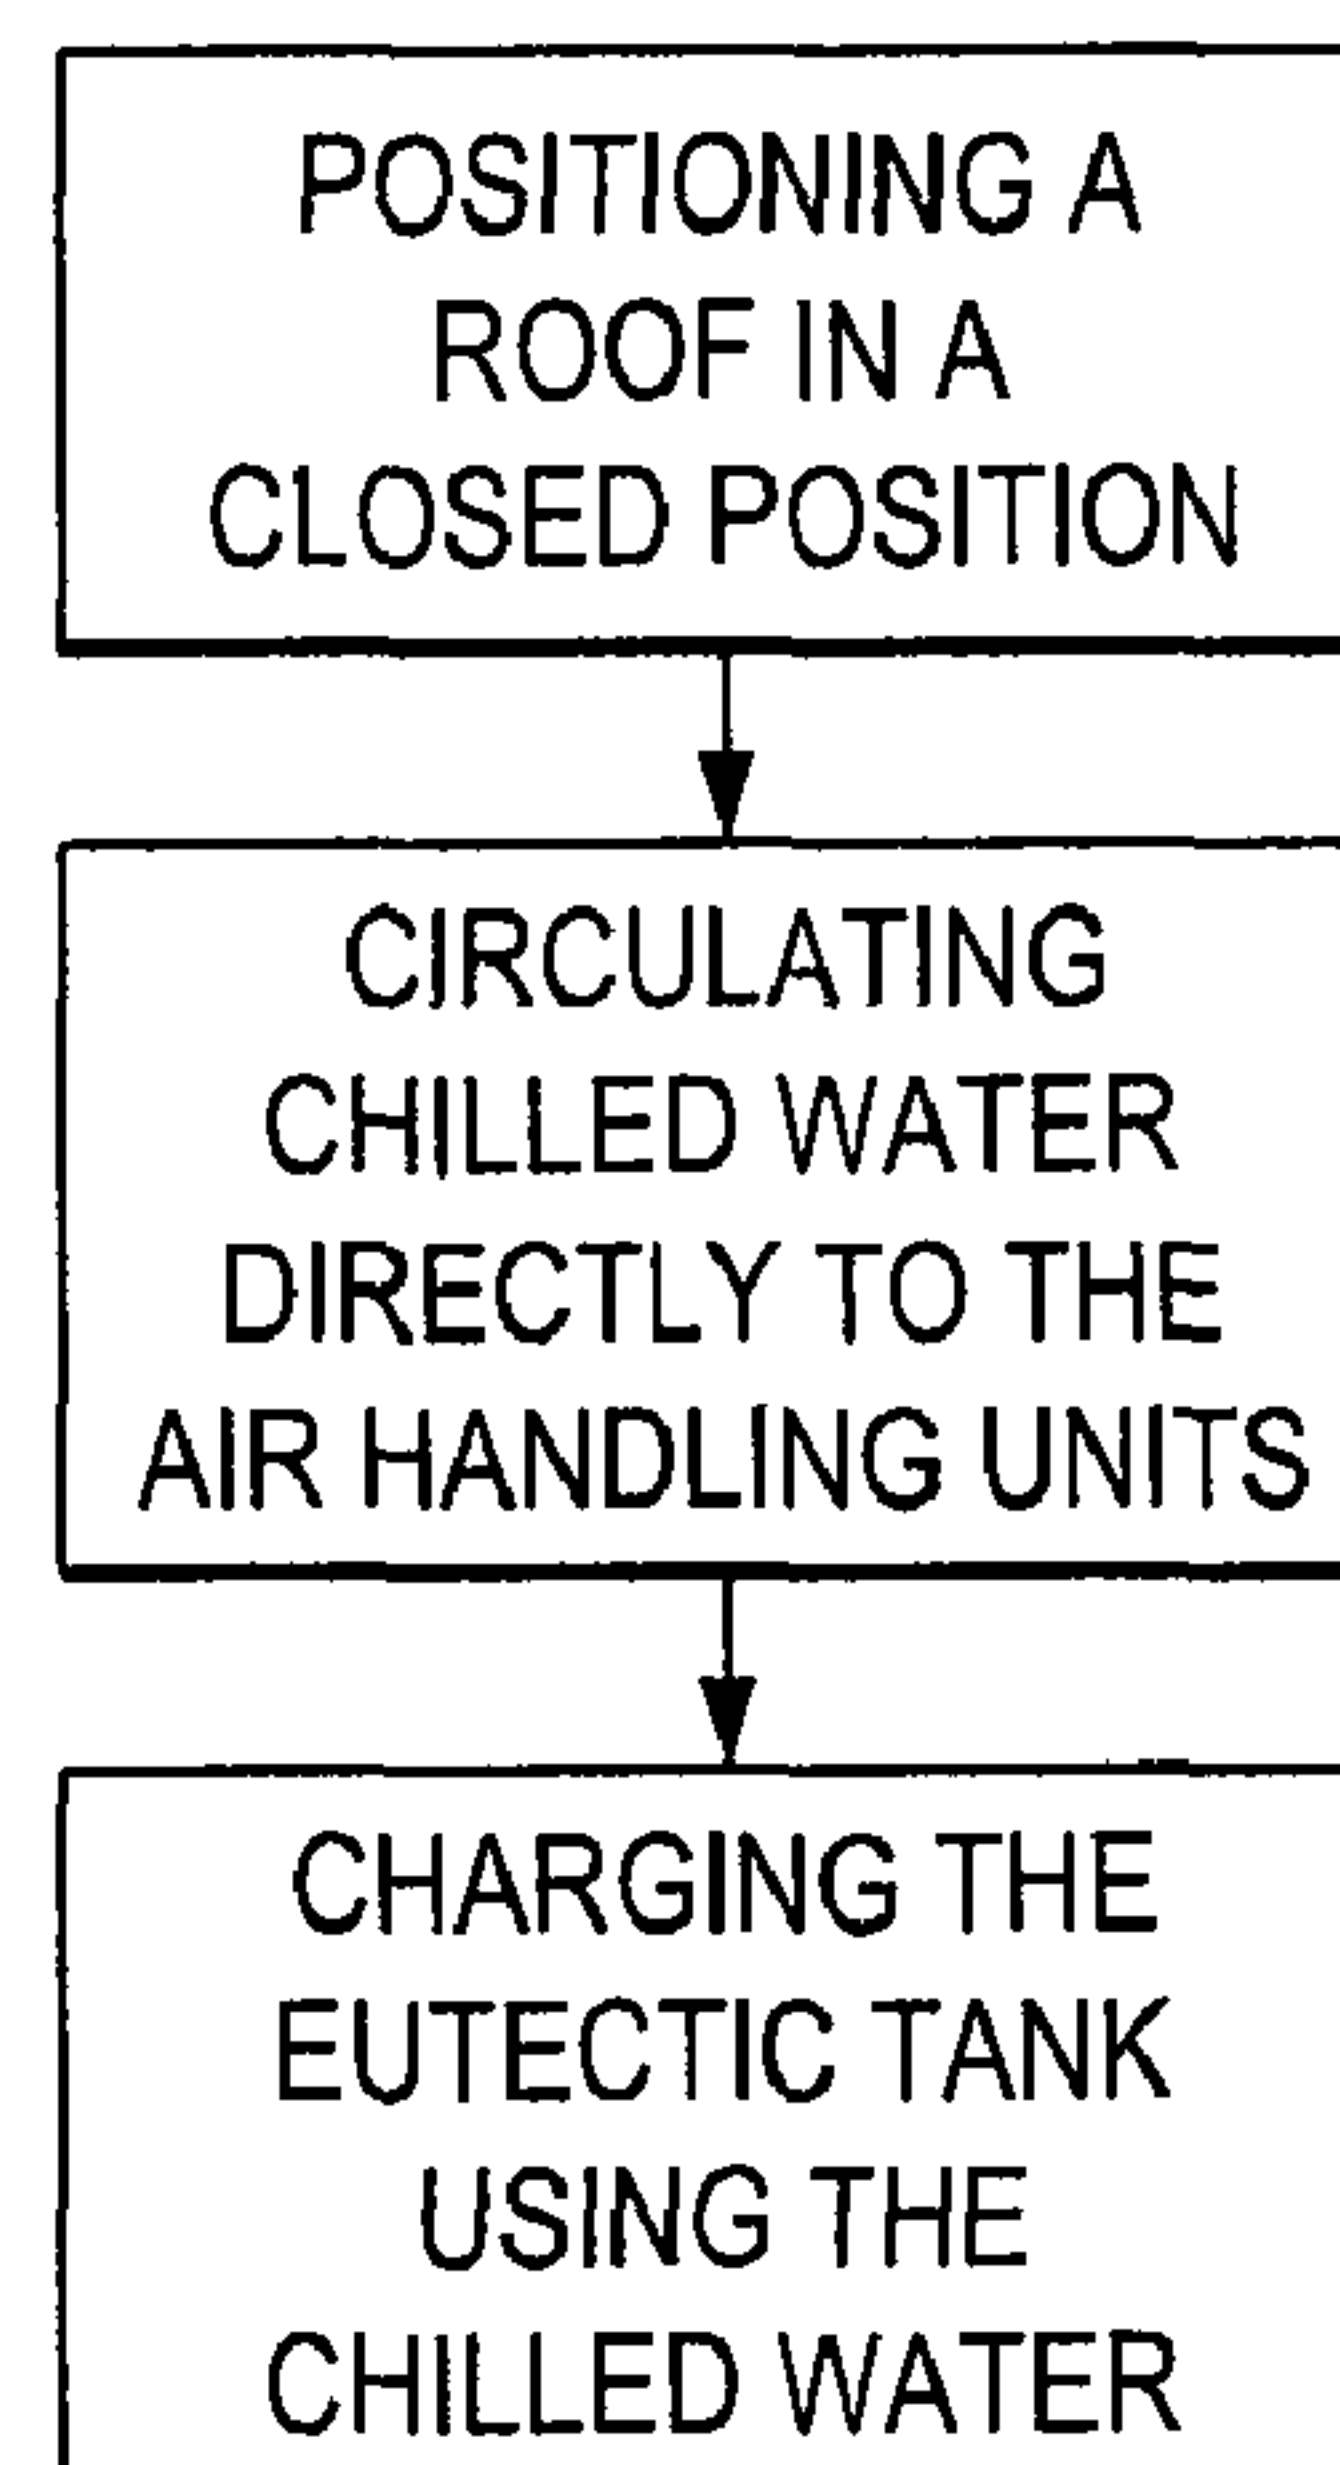 POSITIONING A
ROOF IN A
CLOSED POSITION
CIRCULATING
CHILLED WATER
DIRECTLY TO THE
AIR HANDLING UNITS
CHARGING THE
EUTECTIC TANK
USING THE
CHILLED WATER